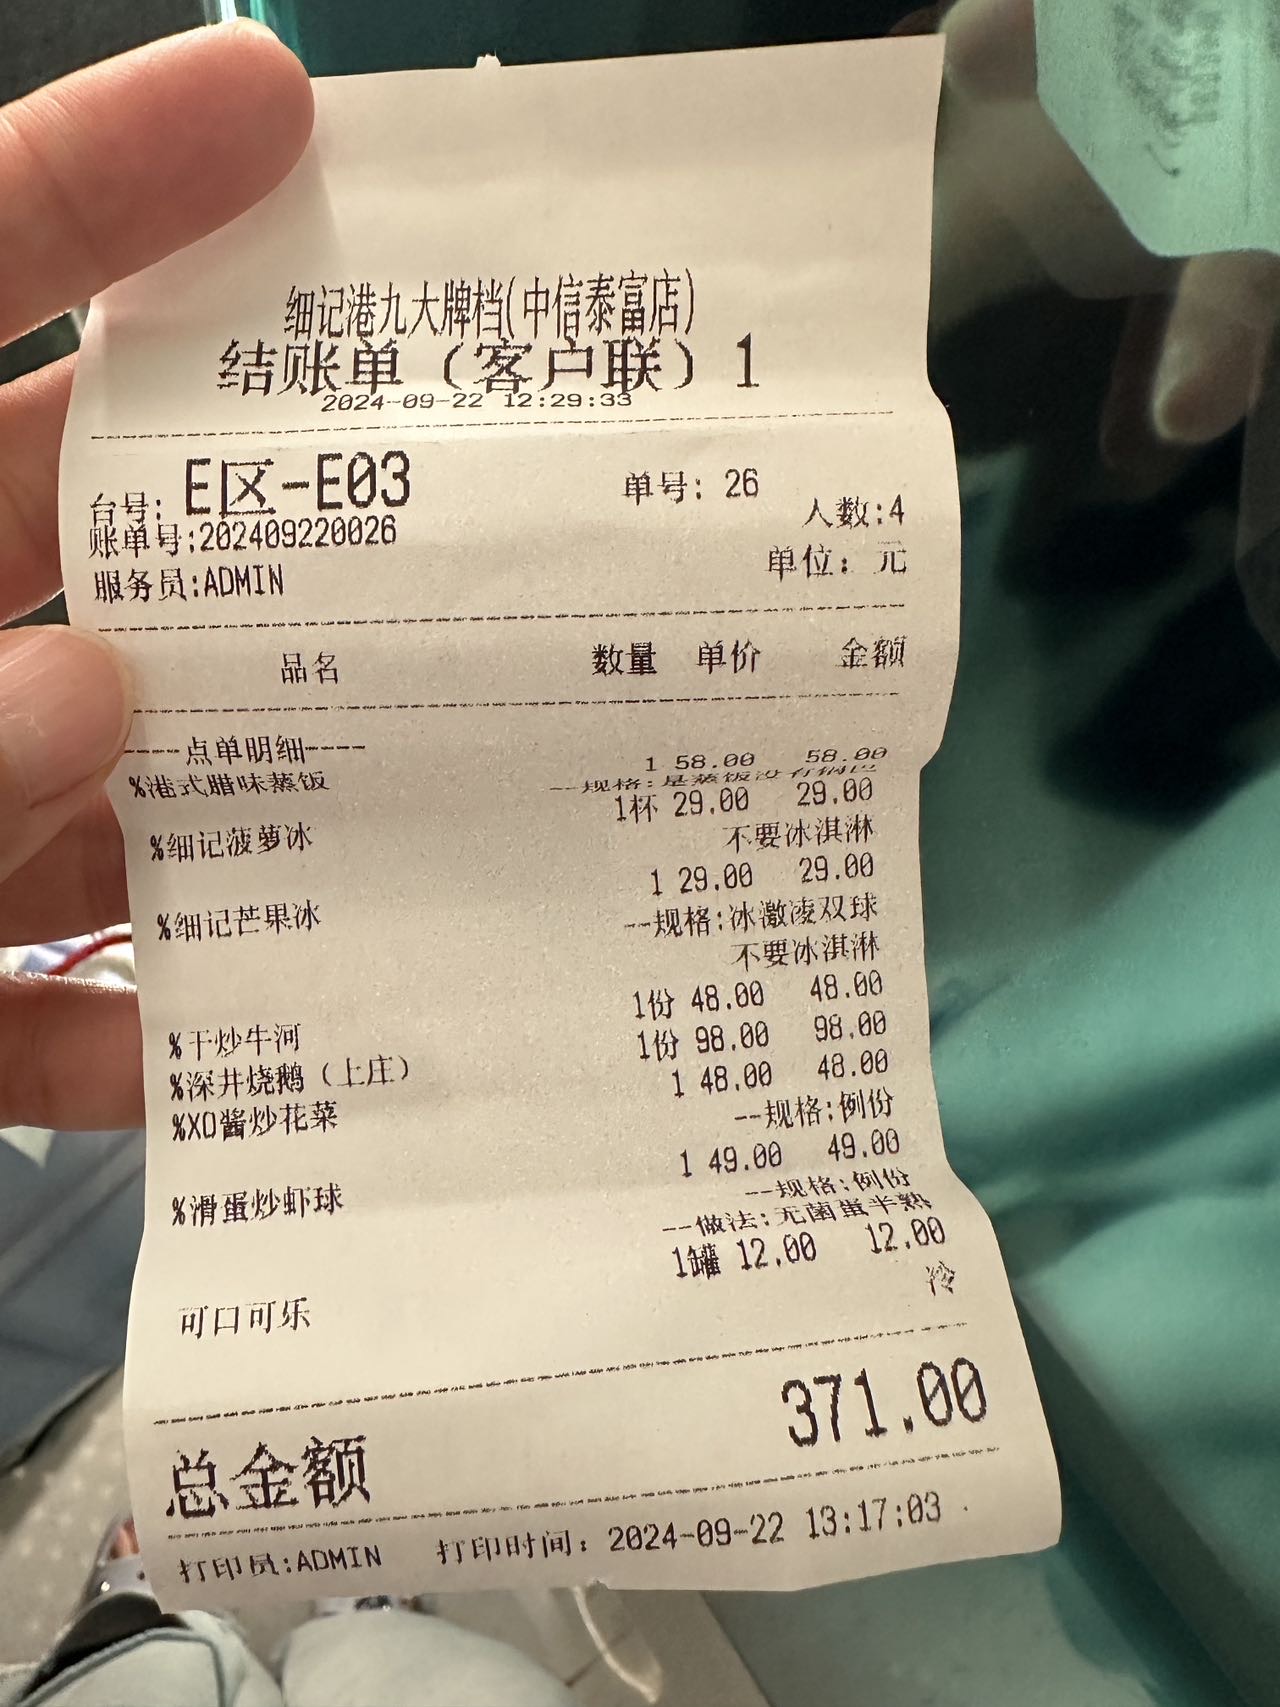 细记港九大牌档(中信泰富店)
结账单（客户联）1
2024-09-22 12:29:33
台号: E区-E03 单号: 26
人数:4
账单号:202409220026
单位: 元
服务员:ADMIN
品名 数量 单价 金额
----点单明细----
%港式腊味蒸饭 1 58.00 58.00
--规格:是蒸饭没有锅巴
%细记菠萝冰 1杯 29.00 29.00
不要冰淇淋
%细记芒果冰 1 29.00 29.00
--规格:冰激凌双球
不要冰淇淋
%干炒牛河 1份 48.00 48.00
%深井烧鹅（上庄） 1份 98.00 98.00
%XO酱炒花菜 1 48.00 48.00
--规格:例份
%滑蛋炒虾球 1 49.00 49.00
--规格:例份
--做法:无菌蛋半熟
可口可乐 1罐 12.00 12.00
冷
总金额 371.00
打印员:ADMIN 打印时间: 2024-09-22 13:17:03